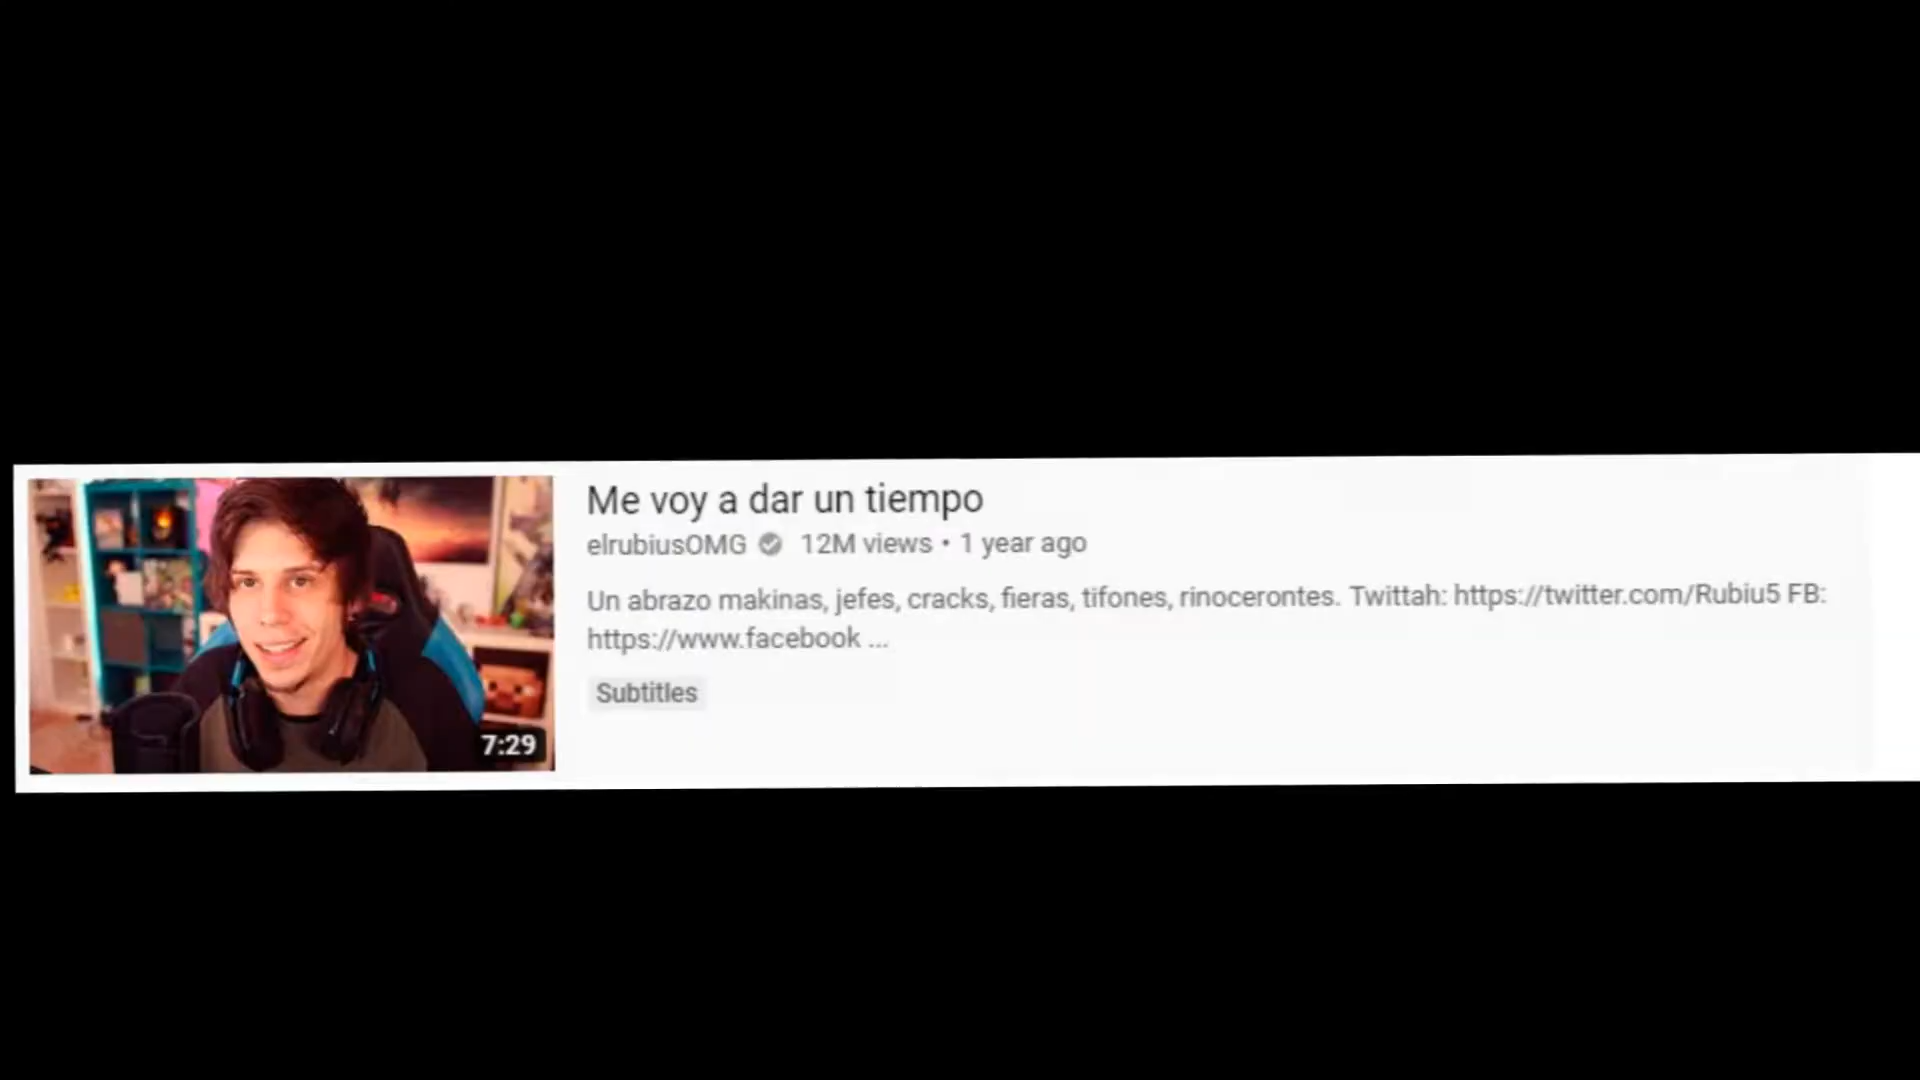 Me voy a dar un tiempo
elrubiusOMG 12M views • 1 year ago
Un abrazo makinas, jefes, cracks, fieras, tifones, rinocerontes. Twittah: https://twitter.com/Rubiu5 FB:
https://www.facebook ...
Subtitles
7:29